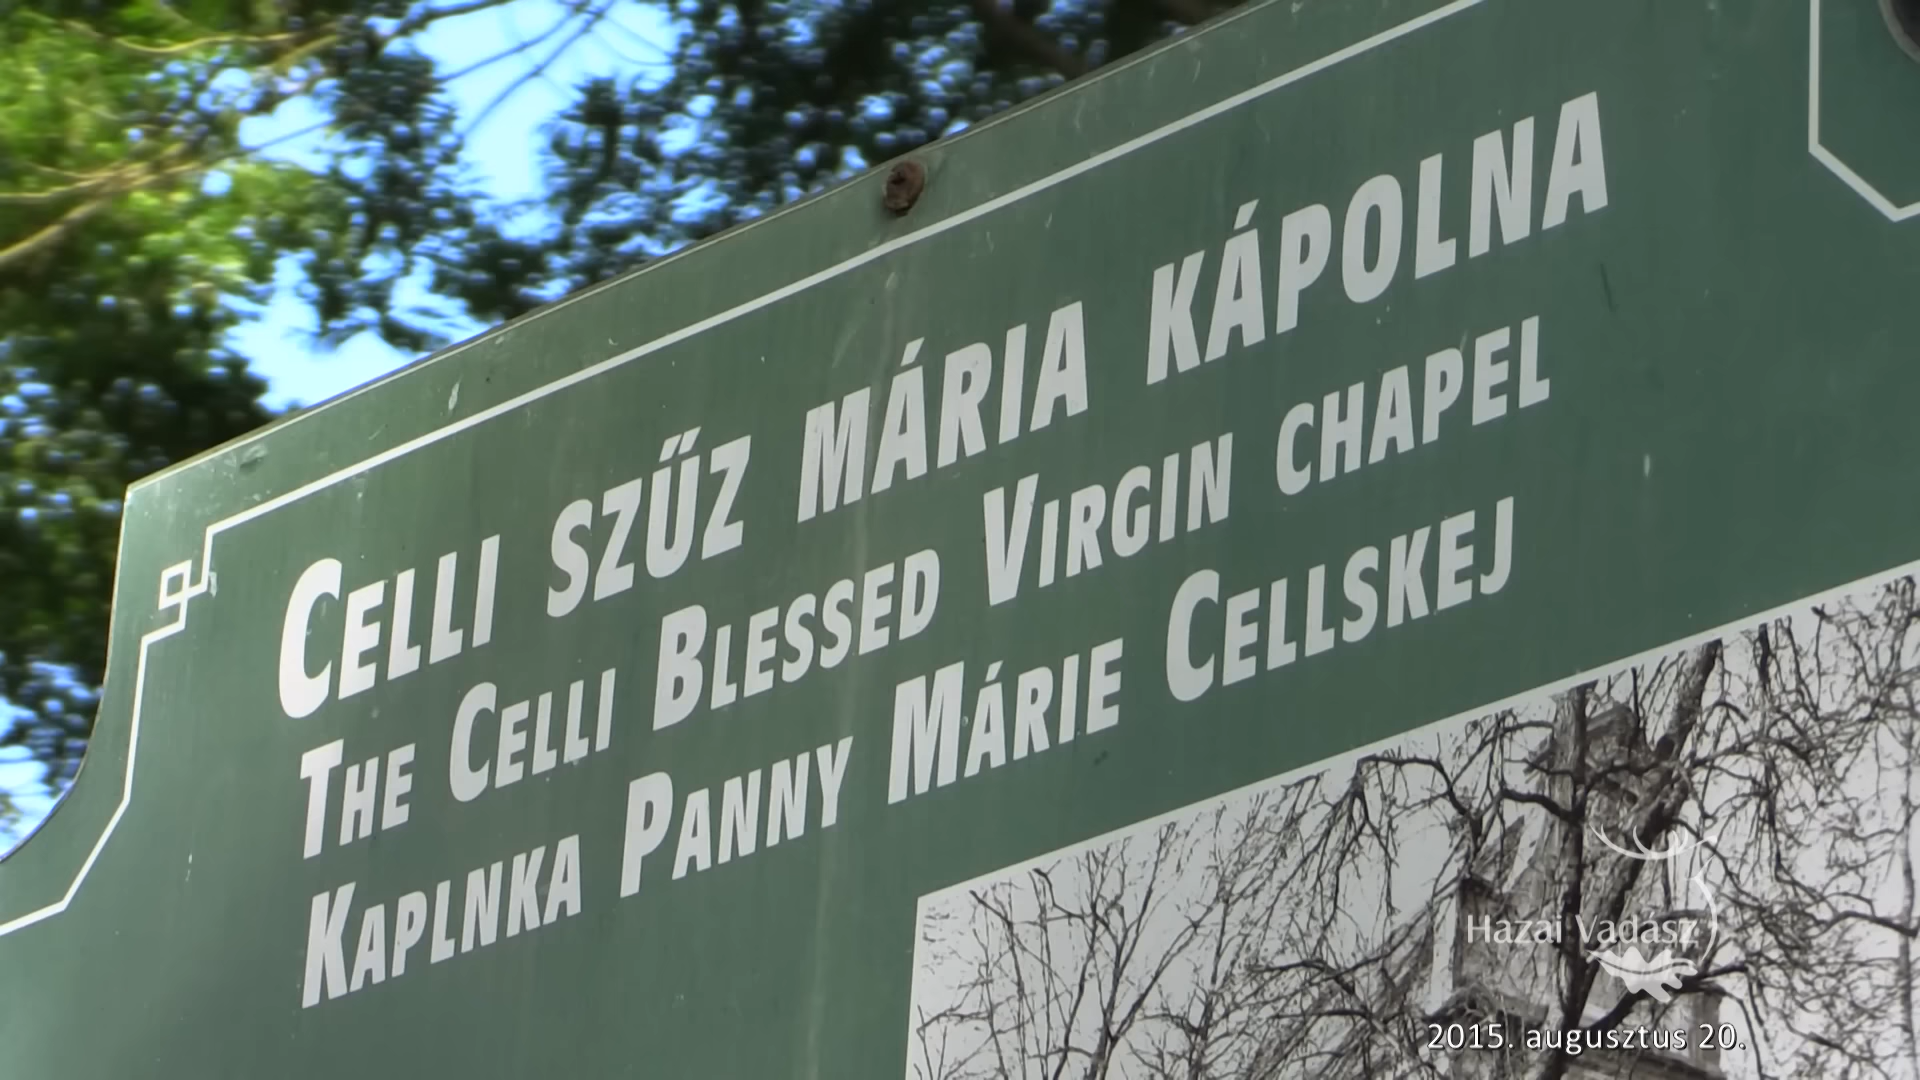 CELLI SZŰZ MÁRIA KÁPOLNA
THE CELLI BLESSED VIRGIN CHAPEL
KAPLNKA PANNY MÁRIE CELLSKEJ
Hazai Vadász
2015. augusztus 20.